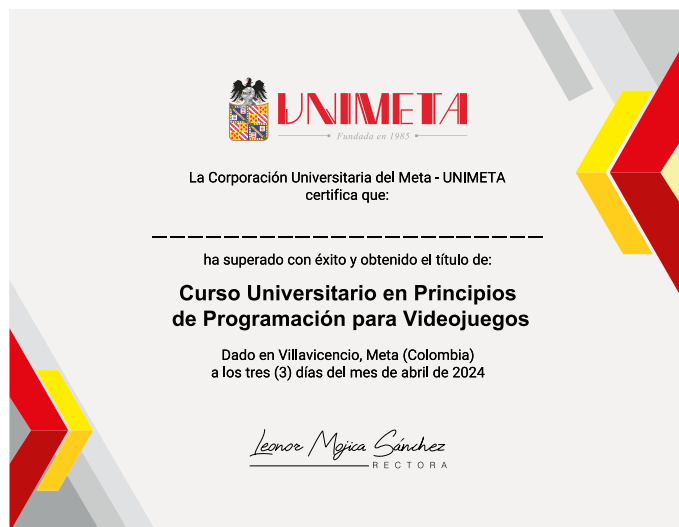 UNIMETA
Fundada en 1985
La Corporación Universitaria del Meta - UNIMETA
certifica que:
ha superado con éxito y obtenido el título de:
Curso Universitario en Principios
de Programación para Videojuegos
Dado en Villavicencio, Meta (Colombia)
a los tres (3) días del mes de abril de 2024
Leonor Mojica Sánchez
RECTORA